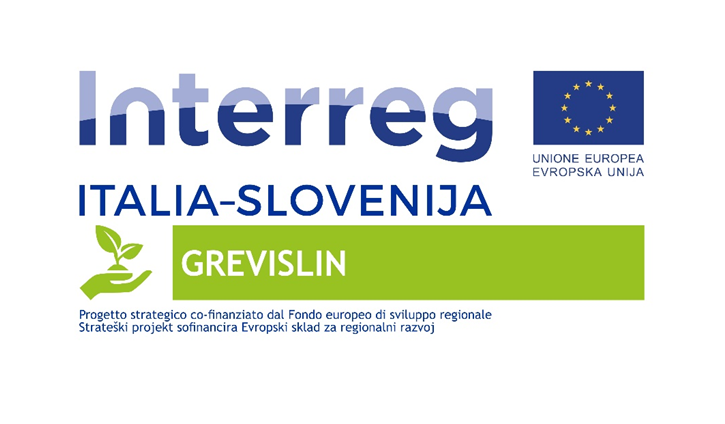 Interreg
UNIONE EUROPEA
EVROPSKA UNIJA
ITALIA-SLOVENIJA
GREVISLIN
Progetto strategico co-finanziato dal Fondo europeo di sviluppo regionale
Strateški projekt sofinancira Evropski sklad za regionalni razvoj